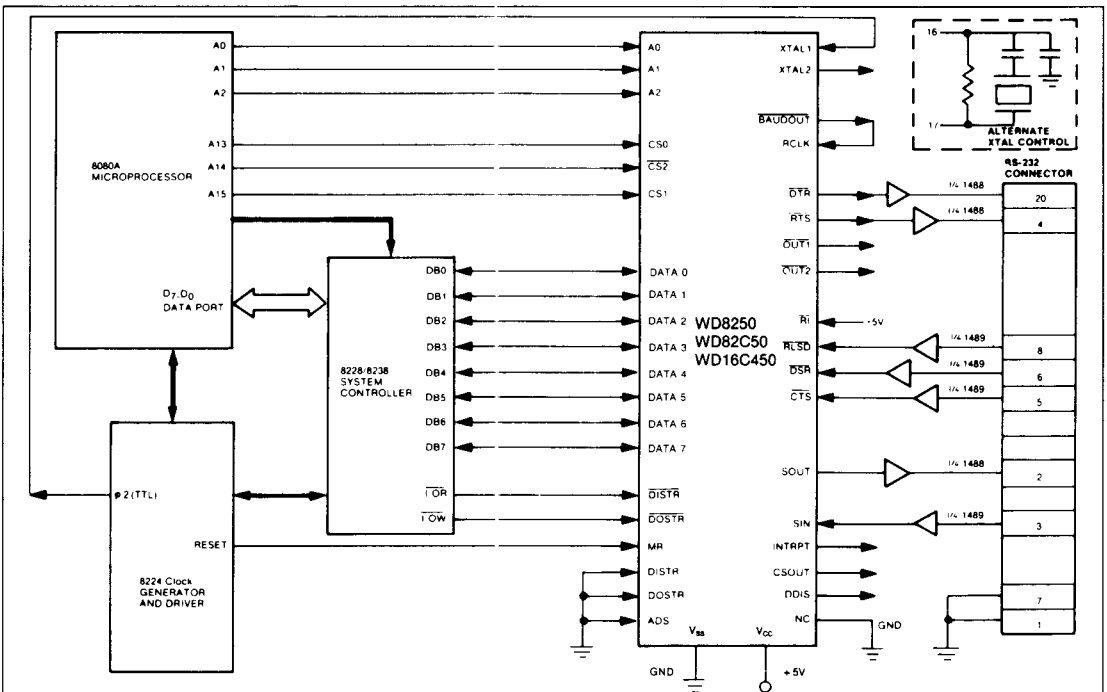 A0
A1
A2
A13
A14
A15
8080A
MICROPROCESSOR
D7-D0
DATA PORT
8228/8238
SYSTEM
CONTROLLER
DB0
DB1
DB2
DB3
DB4
DB5
DB6
DB7
I OR
I OW
ø2(TTL)
RESET
8224 Clock
GENERATOR
AND DRIVER
A0
A1
A2
CS0
CS2
CS1
DATA 0
DATA 1
DATA 2
DATA 3
DATA 4
DATA 5
DATA 6
DATA 7
DISTR
DOSTR
MR
DISTR
DOSTR
ADS
WD8250
WD82C50
WD16C450
XTAL1
XTAL2
BAUDOUT
RCLK
DTR
RTS
OUT1
OUT2
RI
RLSD
DSR
CTS
SOUT
SIN
INTRPT
CSOUT
DDIS
NC
Vss
Vcc
GND
+5V
GND
-5V
1/4 1488
1/4 1488
1/4 1489
1/4 1489
1/4 1489
1/4 1488
1/4 1489
16
17
ALTERNATE
XTAL CONTROL
RS-232
CONNECTOR
20
4
8
6
5
2
3
7
1